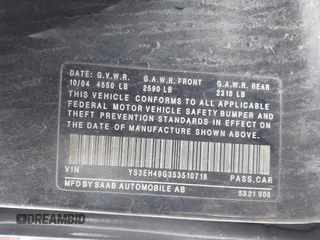 DATE: G.V.W.R. G.A.W.R. FRONT G.A.W.R. REAR
10/04 4550 LB 2590 LB 2310 LB
THIS VEHICLE CONFORMS TO ALL APPLICABLE
FEDERAL MOTOR VEHICLE SAFETY BUMPER AND
THEFT PREVENTION STANDARDS IN EFFECT ON
THE DATE OF MANUFACTURE SHOWN ABOVE.
VIN YS3EH49G353510718 PASS.CAR
MFD BY SAAB AUTOMOBILE AB 5321 906
DREAMBID